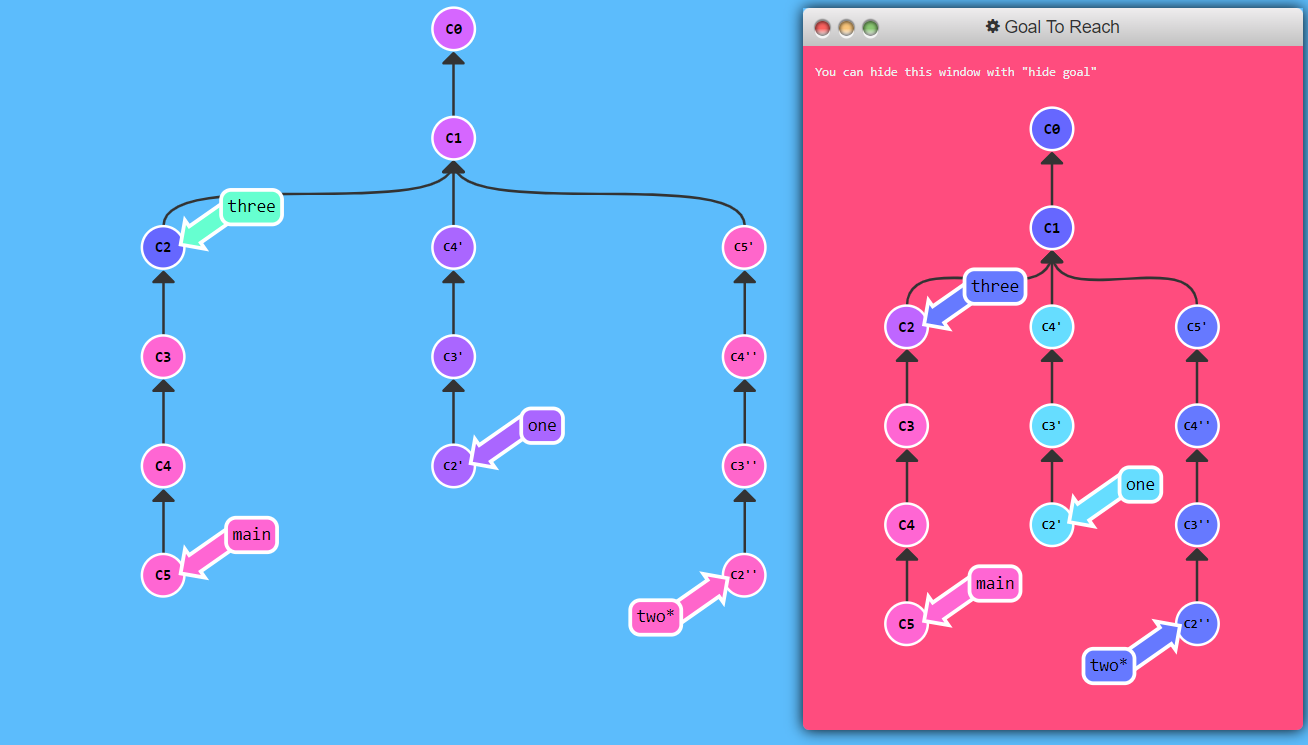 C0
C1
three
C2
C4'
C5'
C3
C3'
C4''
one
C4
C2'
C3''
main
C5
C2''
two*
Goal To Reach
You can hide this window with "hide goal"
C0
C1
three
C2
C4'
C5'
C3
C3'
C4''
one
C4
C2'
C3''
main
C5
C2''
two*